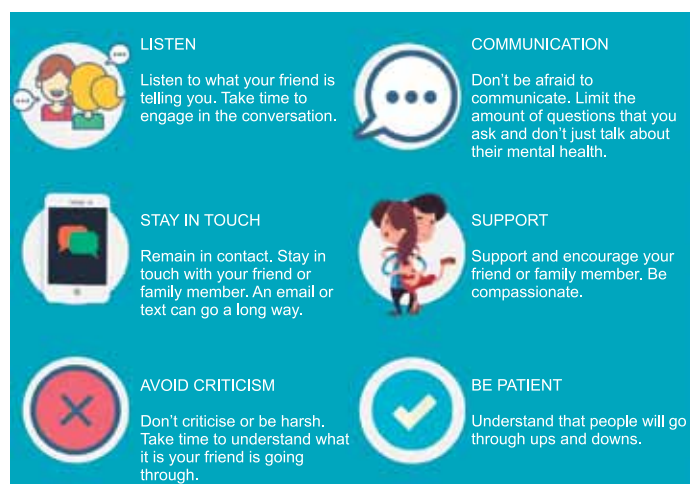 LISTEN
Listen to what your friend is
telling you. Take time to
engage in the conversation.
COMMUNICATION
Don't be afraid to
communicate. Limit the
amount of questions that you
ask and don't just talk about
their mental health.
STAY IN TOUCH
Remain in contact. Stay in
touch with your friend or
family member. An email or
text can go a long way.
SUPPORT
Support and encourage your
friend or family member. Be
compassionate.
AVOID CRITICISM
Don't criticise or be harsh.
Take time to understand what
it is your friend is going
through.
BE PATIENT
Understand that people will go
through ups and downs.